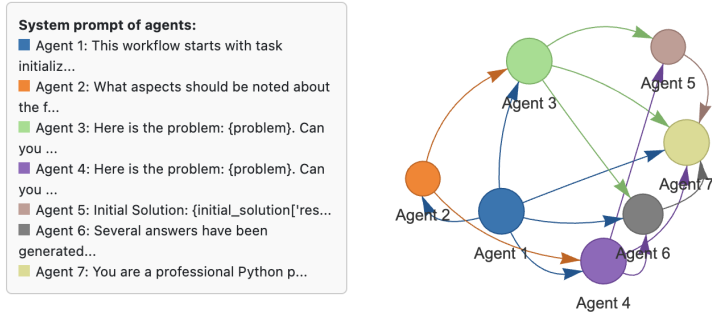 System prompt of agents:
Agent 1: This workflow starts with task
initializ...
Agent 2: What aspects should be noted about
the f...
Agent 3: Here is the problem: {problem}. Can
you ...
Agent 4: Here is the problem: {problem}. Can
you ...
Agent 5: Initial Solution: {initial_solution['res...
Agent 6: Several answers have been
generated...
Agent 7: You are a professional Python p...
Agent 3
Agent 5
Agent 7
Agent 2
Agent 1
Agent 6
Agent 4